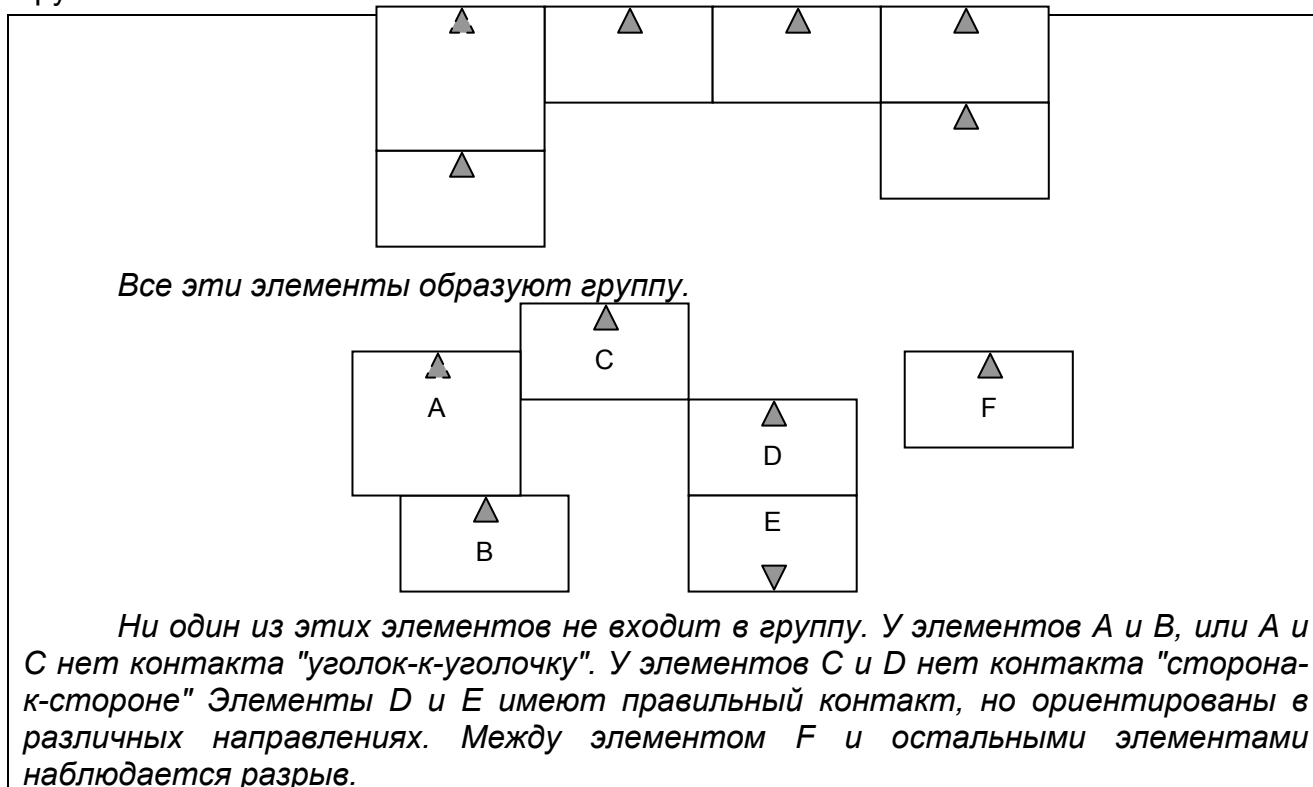 Все эти элементы образуют группу.
C
A
F
D
E
B
Ни один из этих элементов не входит в группу. У элементов A и B, или A и
C нет контакта "уголок-к-уголочку". У элементов C и D нет контакта "сторона-
к-стороне" Элементы D и E имеют правильный контакт, но ориентированы в
различных направлениях. Между элементом F и остальными элементами
наблюдается разрыв.